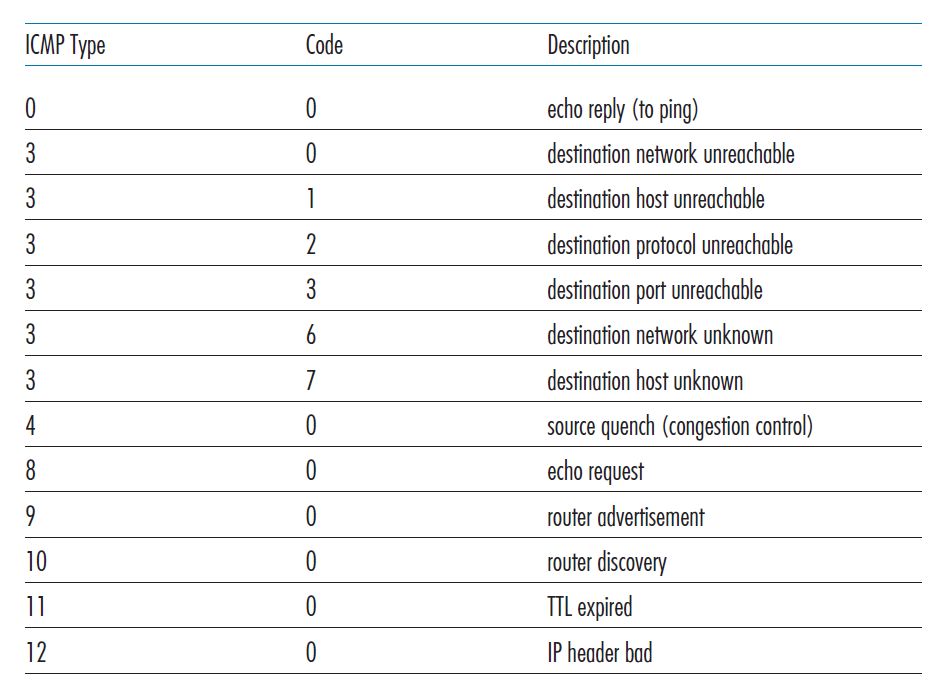 ICMP Type Code Description
0 0 echo reply (to ping)
3 0 destination network unreachable
3 1 destination host unreachable
3 2 destination protocol unreachable
3 3 destination port unreachable
3 6 destination network unknown
3 7 destination host unknown
4 0 source quench (congestion control)
8 0 echo request
9 0 router advertisement
10 0 router discovery
11 0 TTL expired
12 0 IP header bad